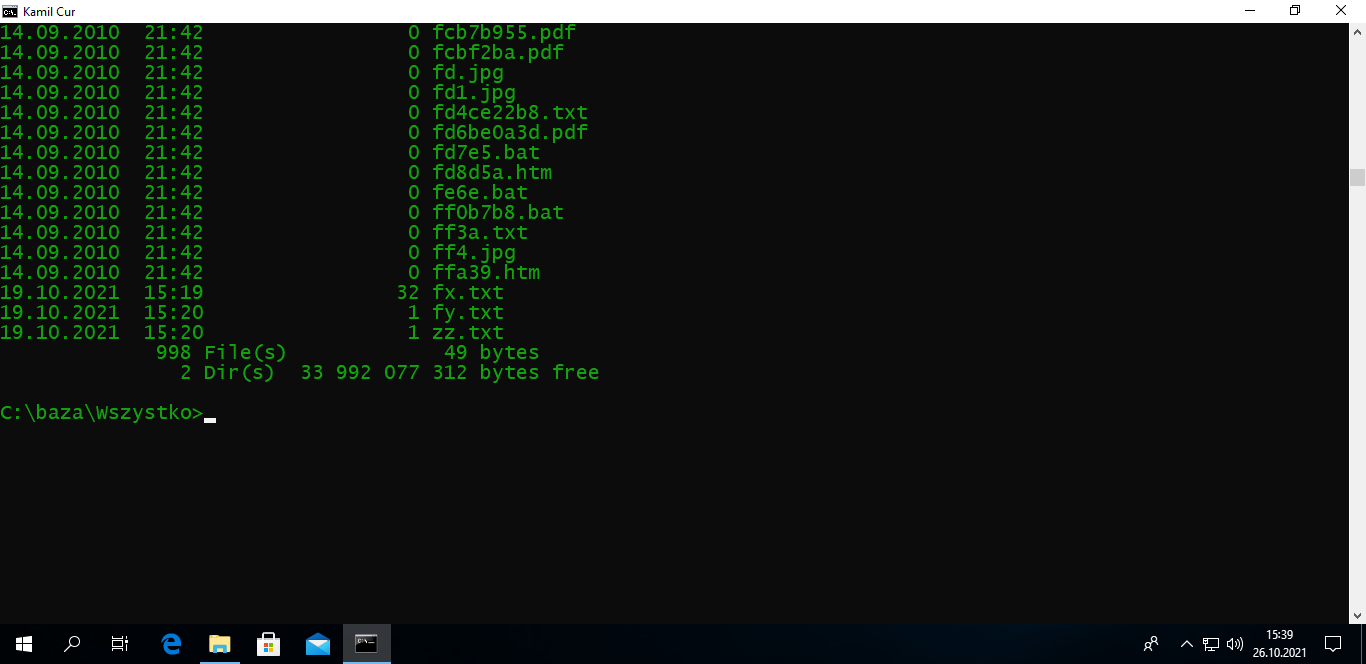 Kamil Cur
14.09.2010  21:42                 0 fcb7b955.pdf
14.09.2010  21:42                 0 fcbf2ba.pdf
14.09.2010  21:42                 0 fd.jpg
14.09.2010  21:42                 0 fd1.jpg
14.09.2010  21:42                 0 fd4ce22b8.txt
14.09.2010  21:42                 0 fd6be0a3d.pdf
14.09.2010  21:42                 0 fd7e5.bat
14.09.2010  21:42                 0 fd8d5a.htm
14.09.2010  21:42                 0 fe6e.bat
14.09.2010  21:42                 0 ff0b7b8.bat
14.09.2010  21:42                 0 ff3a.txt
14.09.2010  21:42                 0 ff4.jpg
14.09.2010  21:42                 0 ffa39.htm
19.10.2021  15:19                32 fx.txt
19.10.2021  15:20                 1 fy.txt
19.10.2021  15:20                 1 zz.txt
             998 File(s)             49 bytes
               2 Dir(s)  33 992 077 312 bytes free
C:\baza\Wszystko>
15:39
26.10.2021